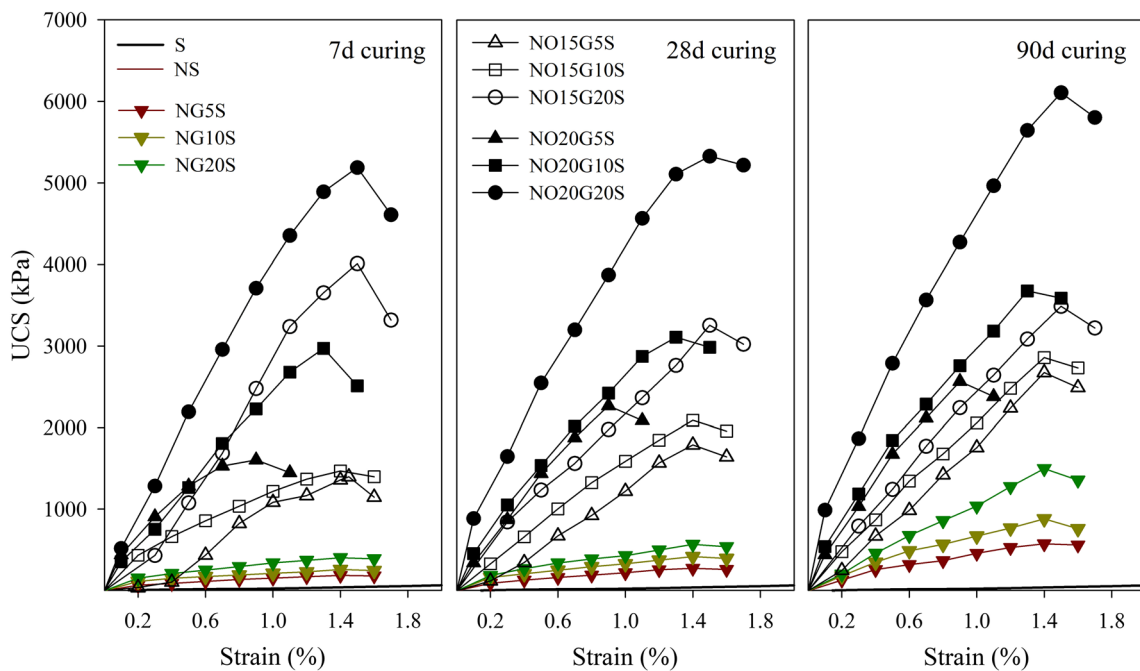 7000
6000
5000
4000
3000
2000
1000
UCS (kPa)
S
NS
NG5S
NG10S
NG20S
7d curing
NO15G5S
NO15G10S
NO15G20S
NO20G5S
NO20G10S
NO20G20S
28d curing
90d curing
0.2 0.6 1.0 1.4 1.8
0.2 0.6 1.0 1.4 1.8
0.2 0.6 1.0 1.4 1.8
Strain (%)
Strain (%)
Strain (%)